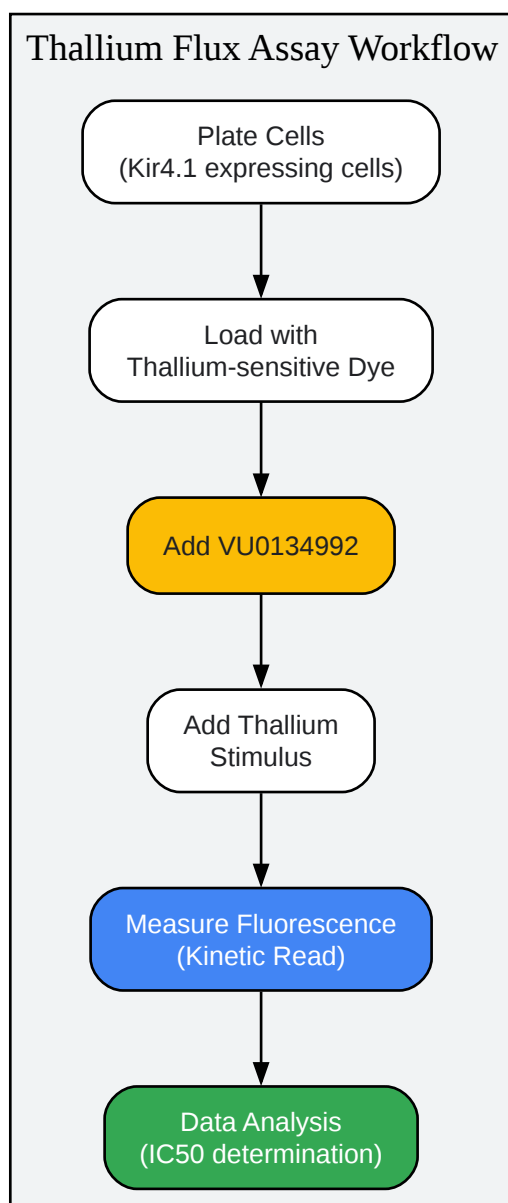 Thallium Flux Assay Workflow
Plate Cells
(Kir4.1 expressing cells)
Load with
Thallium-sensitive Dye
Add VU0134992
Add Thallium
Stimulus
Measure Fluorescence
(Kinetic Read)
Data Analysis
(IC50 determination)